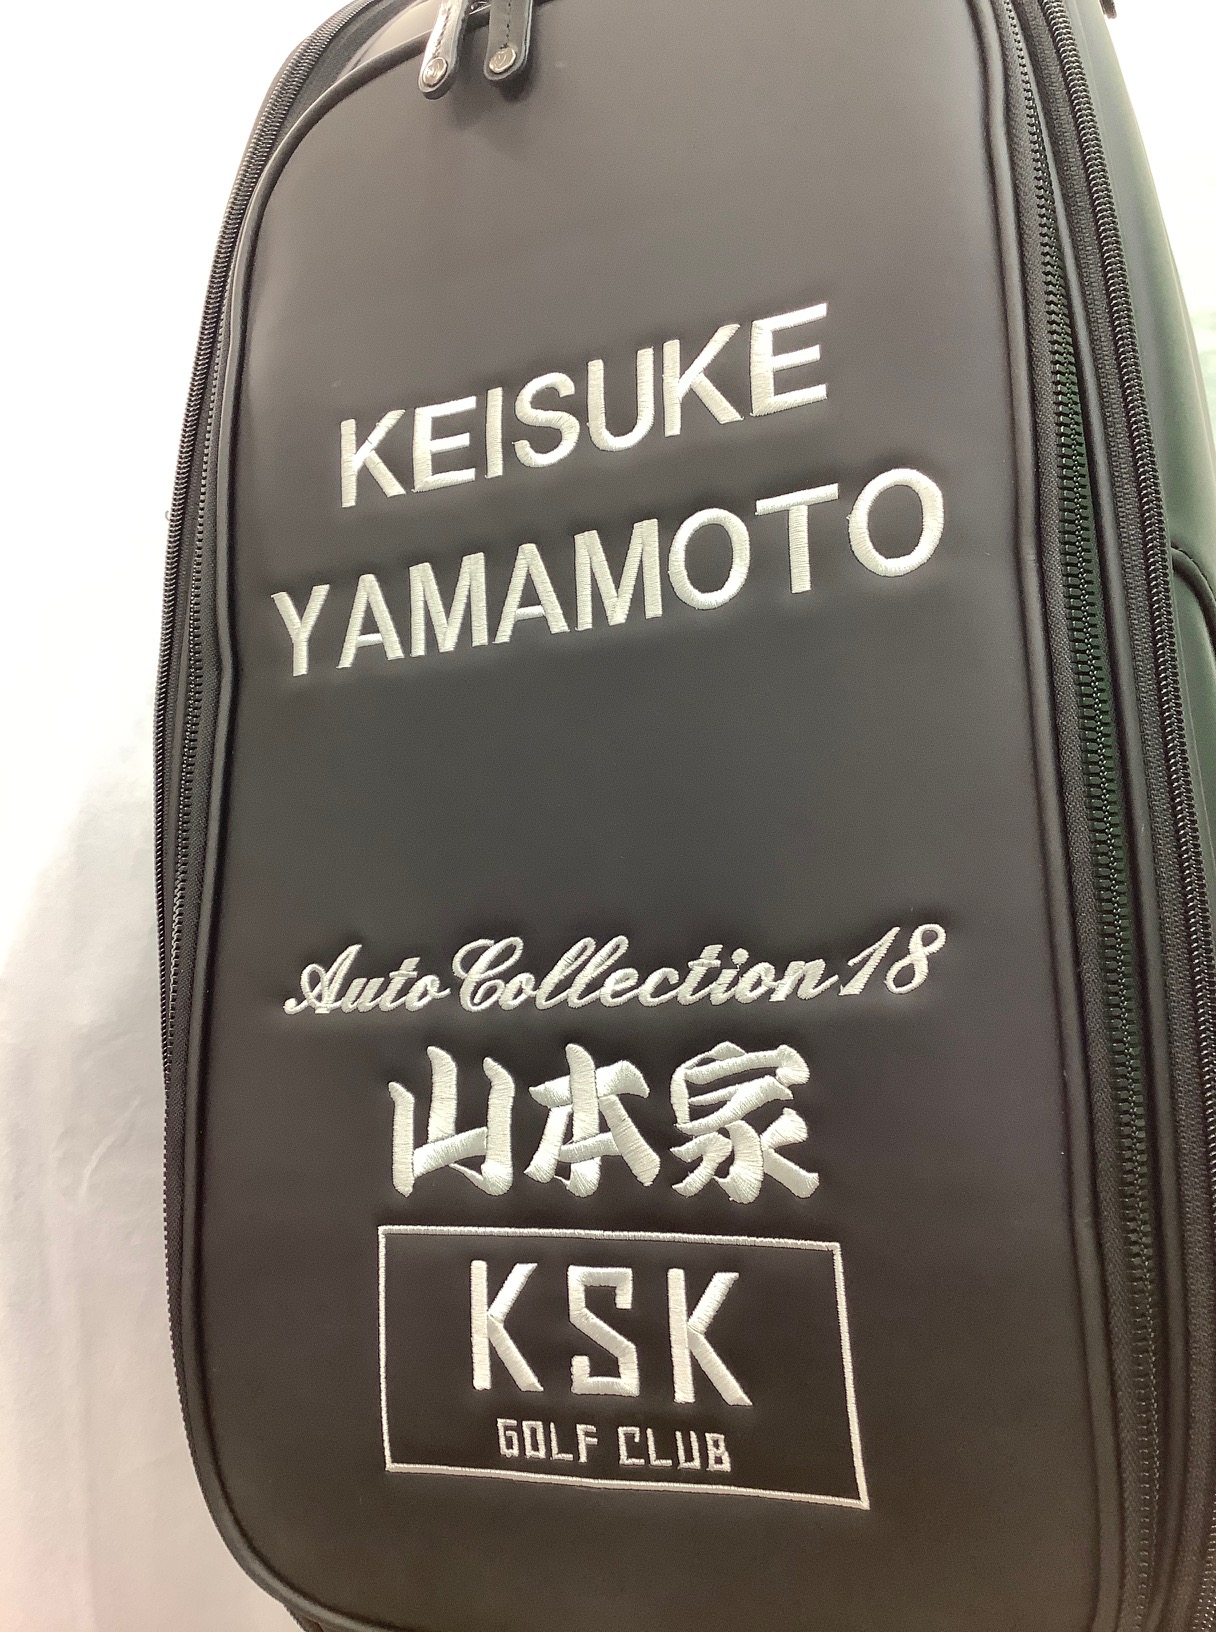 KEISUKE
YAMAMOTO
Auto Collection 18
山本家
KSK
GOLF CLUB